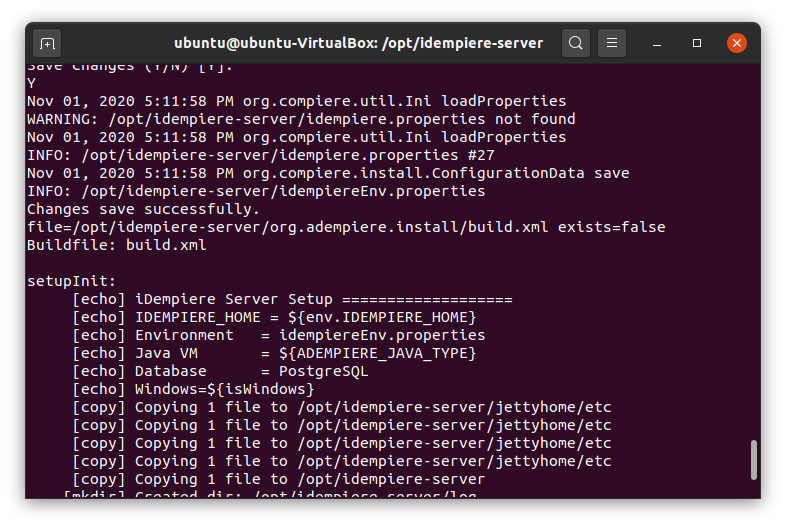 ubuntu@ubuntu-VirtualBox: /opt/idempiere-server
Save changes (Y/N) [Y]:
Y
Nov 01, 2020 5:11:58 PM org.compiere.util.Ini loadProperties
WARNING: /opt/idempiere-server/idempiere.properties not found
Nov 01, 2020 5:11:58 PM org.compiere.util.Ini loadProperties
INFO: /opt/idempiere-server/idempiere.properties #27
Nov 01, 2020 5:11:58 PM org.compiere.install.ConfigurationData save
INFO: /opt/idempiere-server/idempiereEnv.properties
Changes save successfully.
file=/opt/idempiere-server/org.adempiere.install/build.xml exists=false
Buildfile: build.xml
setupInit:
[echo] iDempiere Server Setup ===================
[echo] IDEMPIERE_HOME = ${env.IDEMPIERE_HOME}
[echo] Environment   = idempiereEnv.properties
[echo] Java VM       = ${ADEMPIERE_JAVA_TYPE}
[echo] Database      = PostgreSQL
[echo] Windows=${isWindows}
[copy] Copying 1 file to /opt/idempiere-server/jettyhome/etc
[copy] Copying 1 file to /opt/idempiere-server/jettyhome/etc
[copy] Copying 1 file to /opt/idempiere-server/jettyhome/etc
[copy] Copying 1 file to /opt/idempiere-server/jettyhome/etc
[copy] Copying 1 file to /opt/idempiere-server
[mkdir] Created dir: /opt/idempiere-server/log